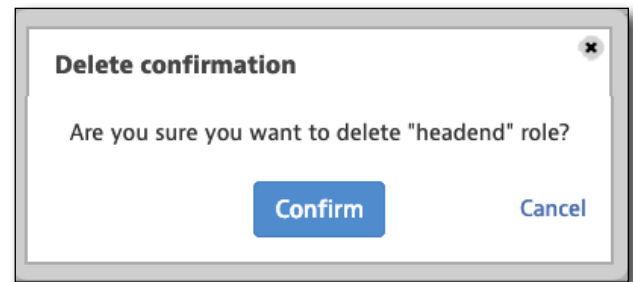 Delete confirmation
Are you sure you want to delete "headend" role?
Confirm
Cancel